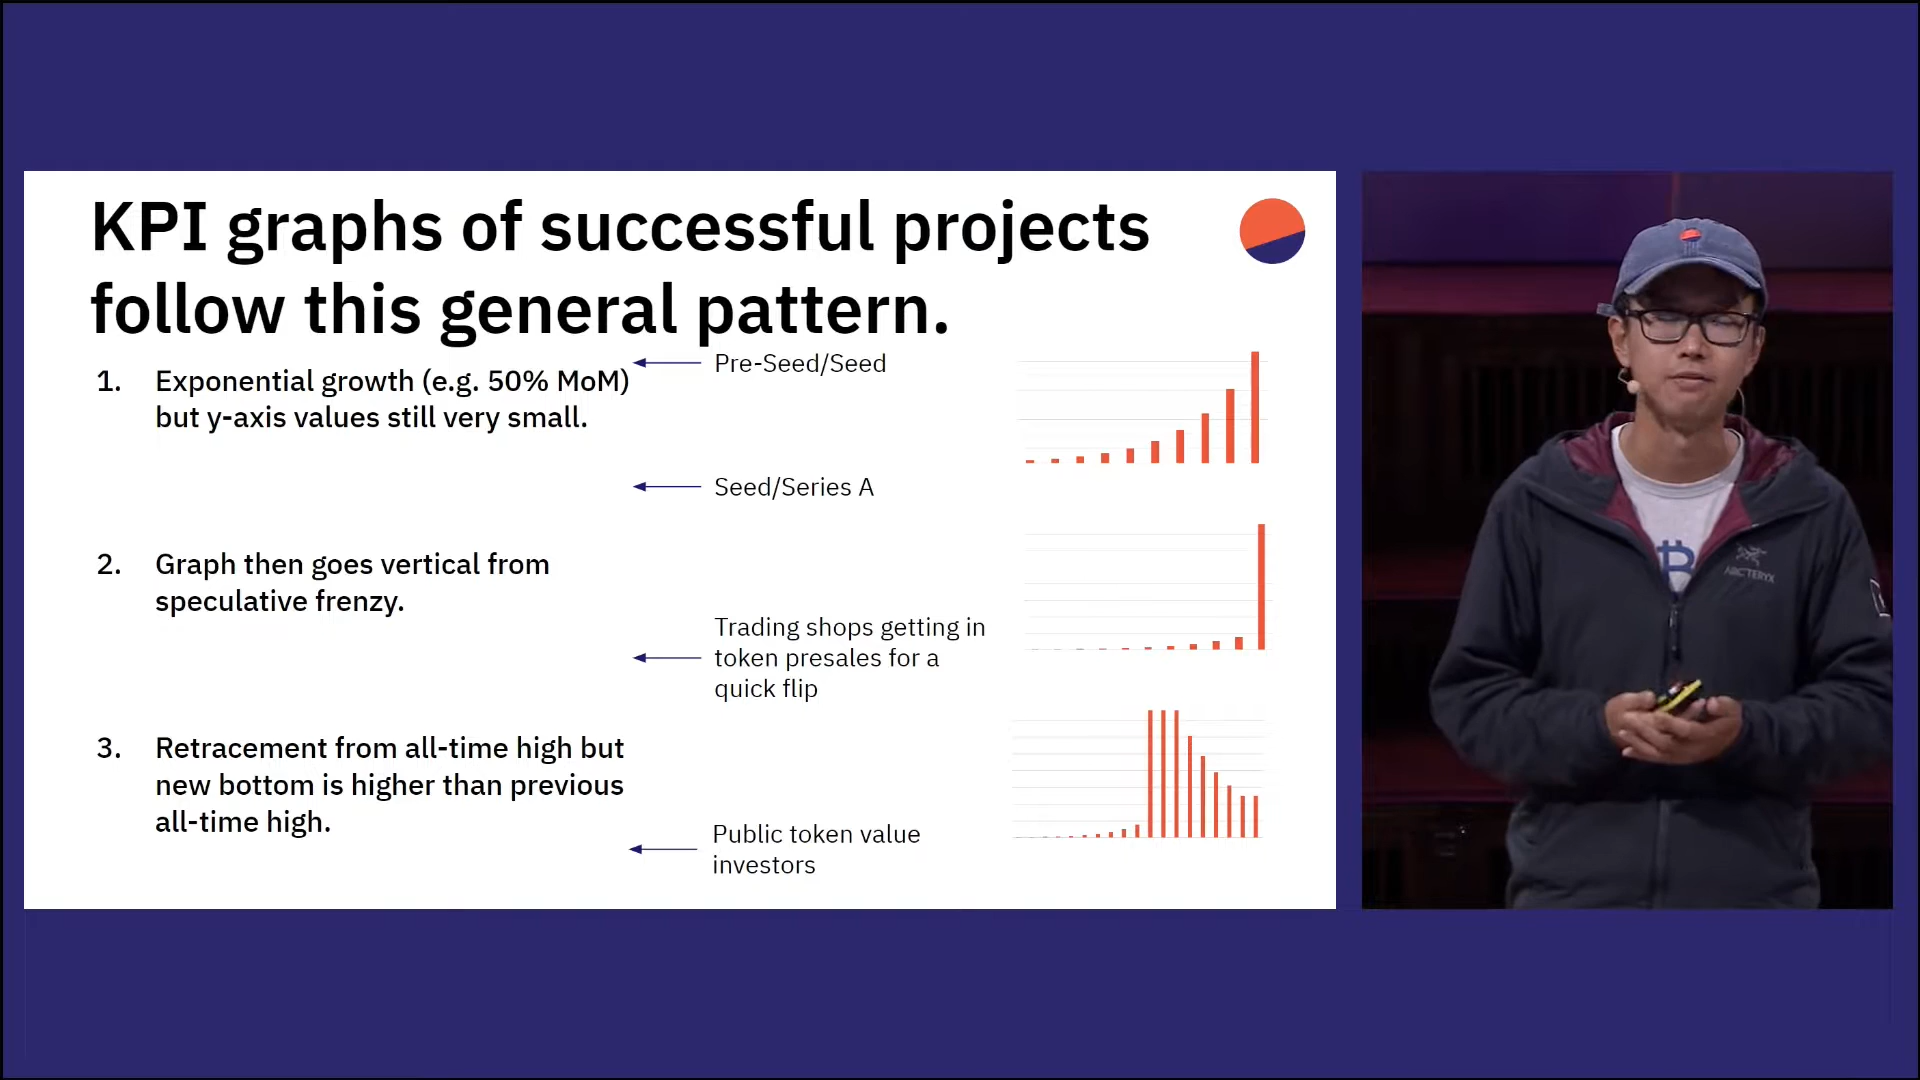 KPI graphs of successful projects
follow this general pattern.
1. Exponential growth (e.g. 50% MoM)
but y-axis values still very small.
Pre-Seed/Seed
Seed/Series A
2. Graph then goes vertical from
speculative frenzy.
Trading shops getting in
token presales for a
quick flip
3. Retracement from all-time high but
new bottom is higher than previous
all-time high.
Public token value
investors
ARC'TERYX